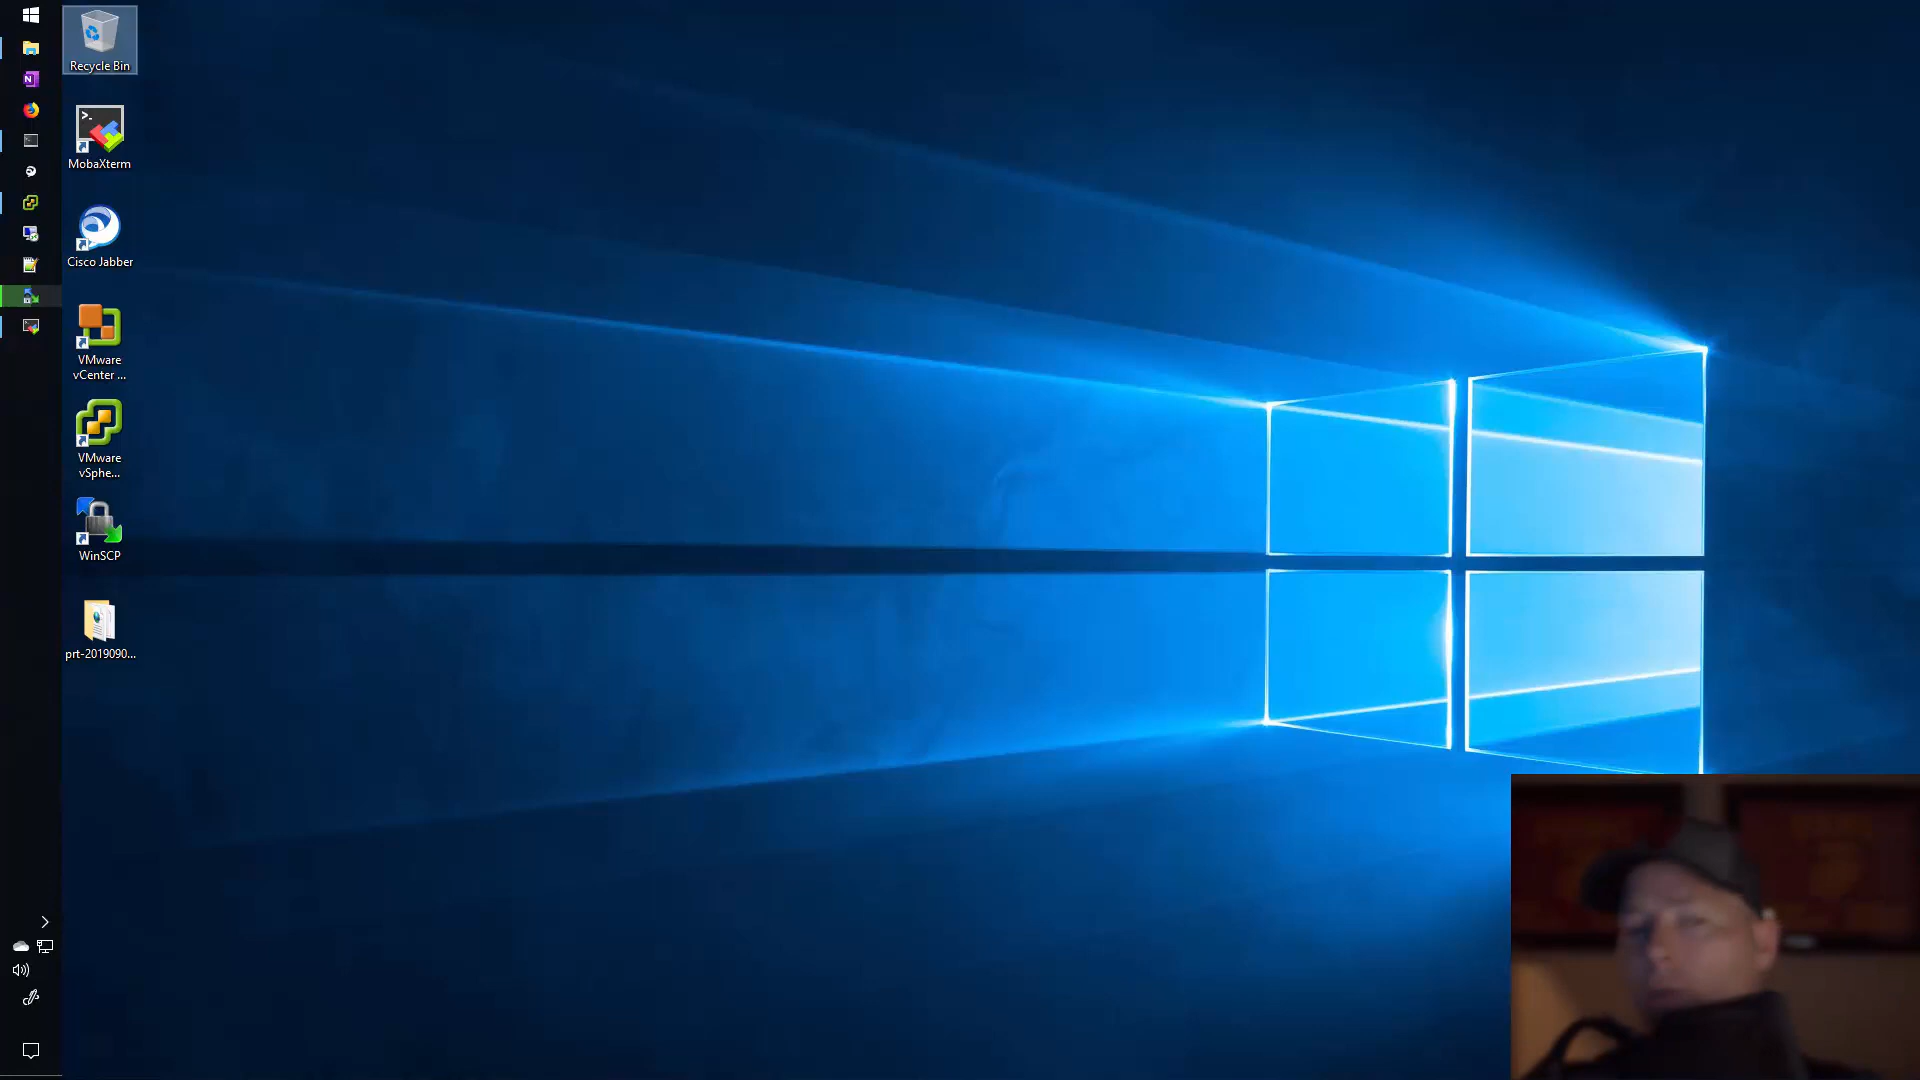 Recycle Bin
MobaXterm
Cisco Jabber
VMware
vCenter ...
VMware
vSphe...
WinSCP
prt-2019090...